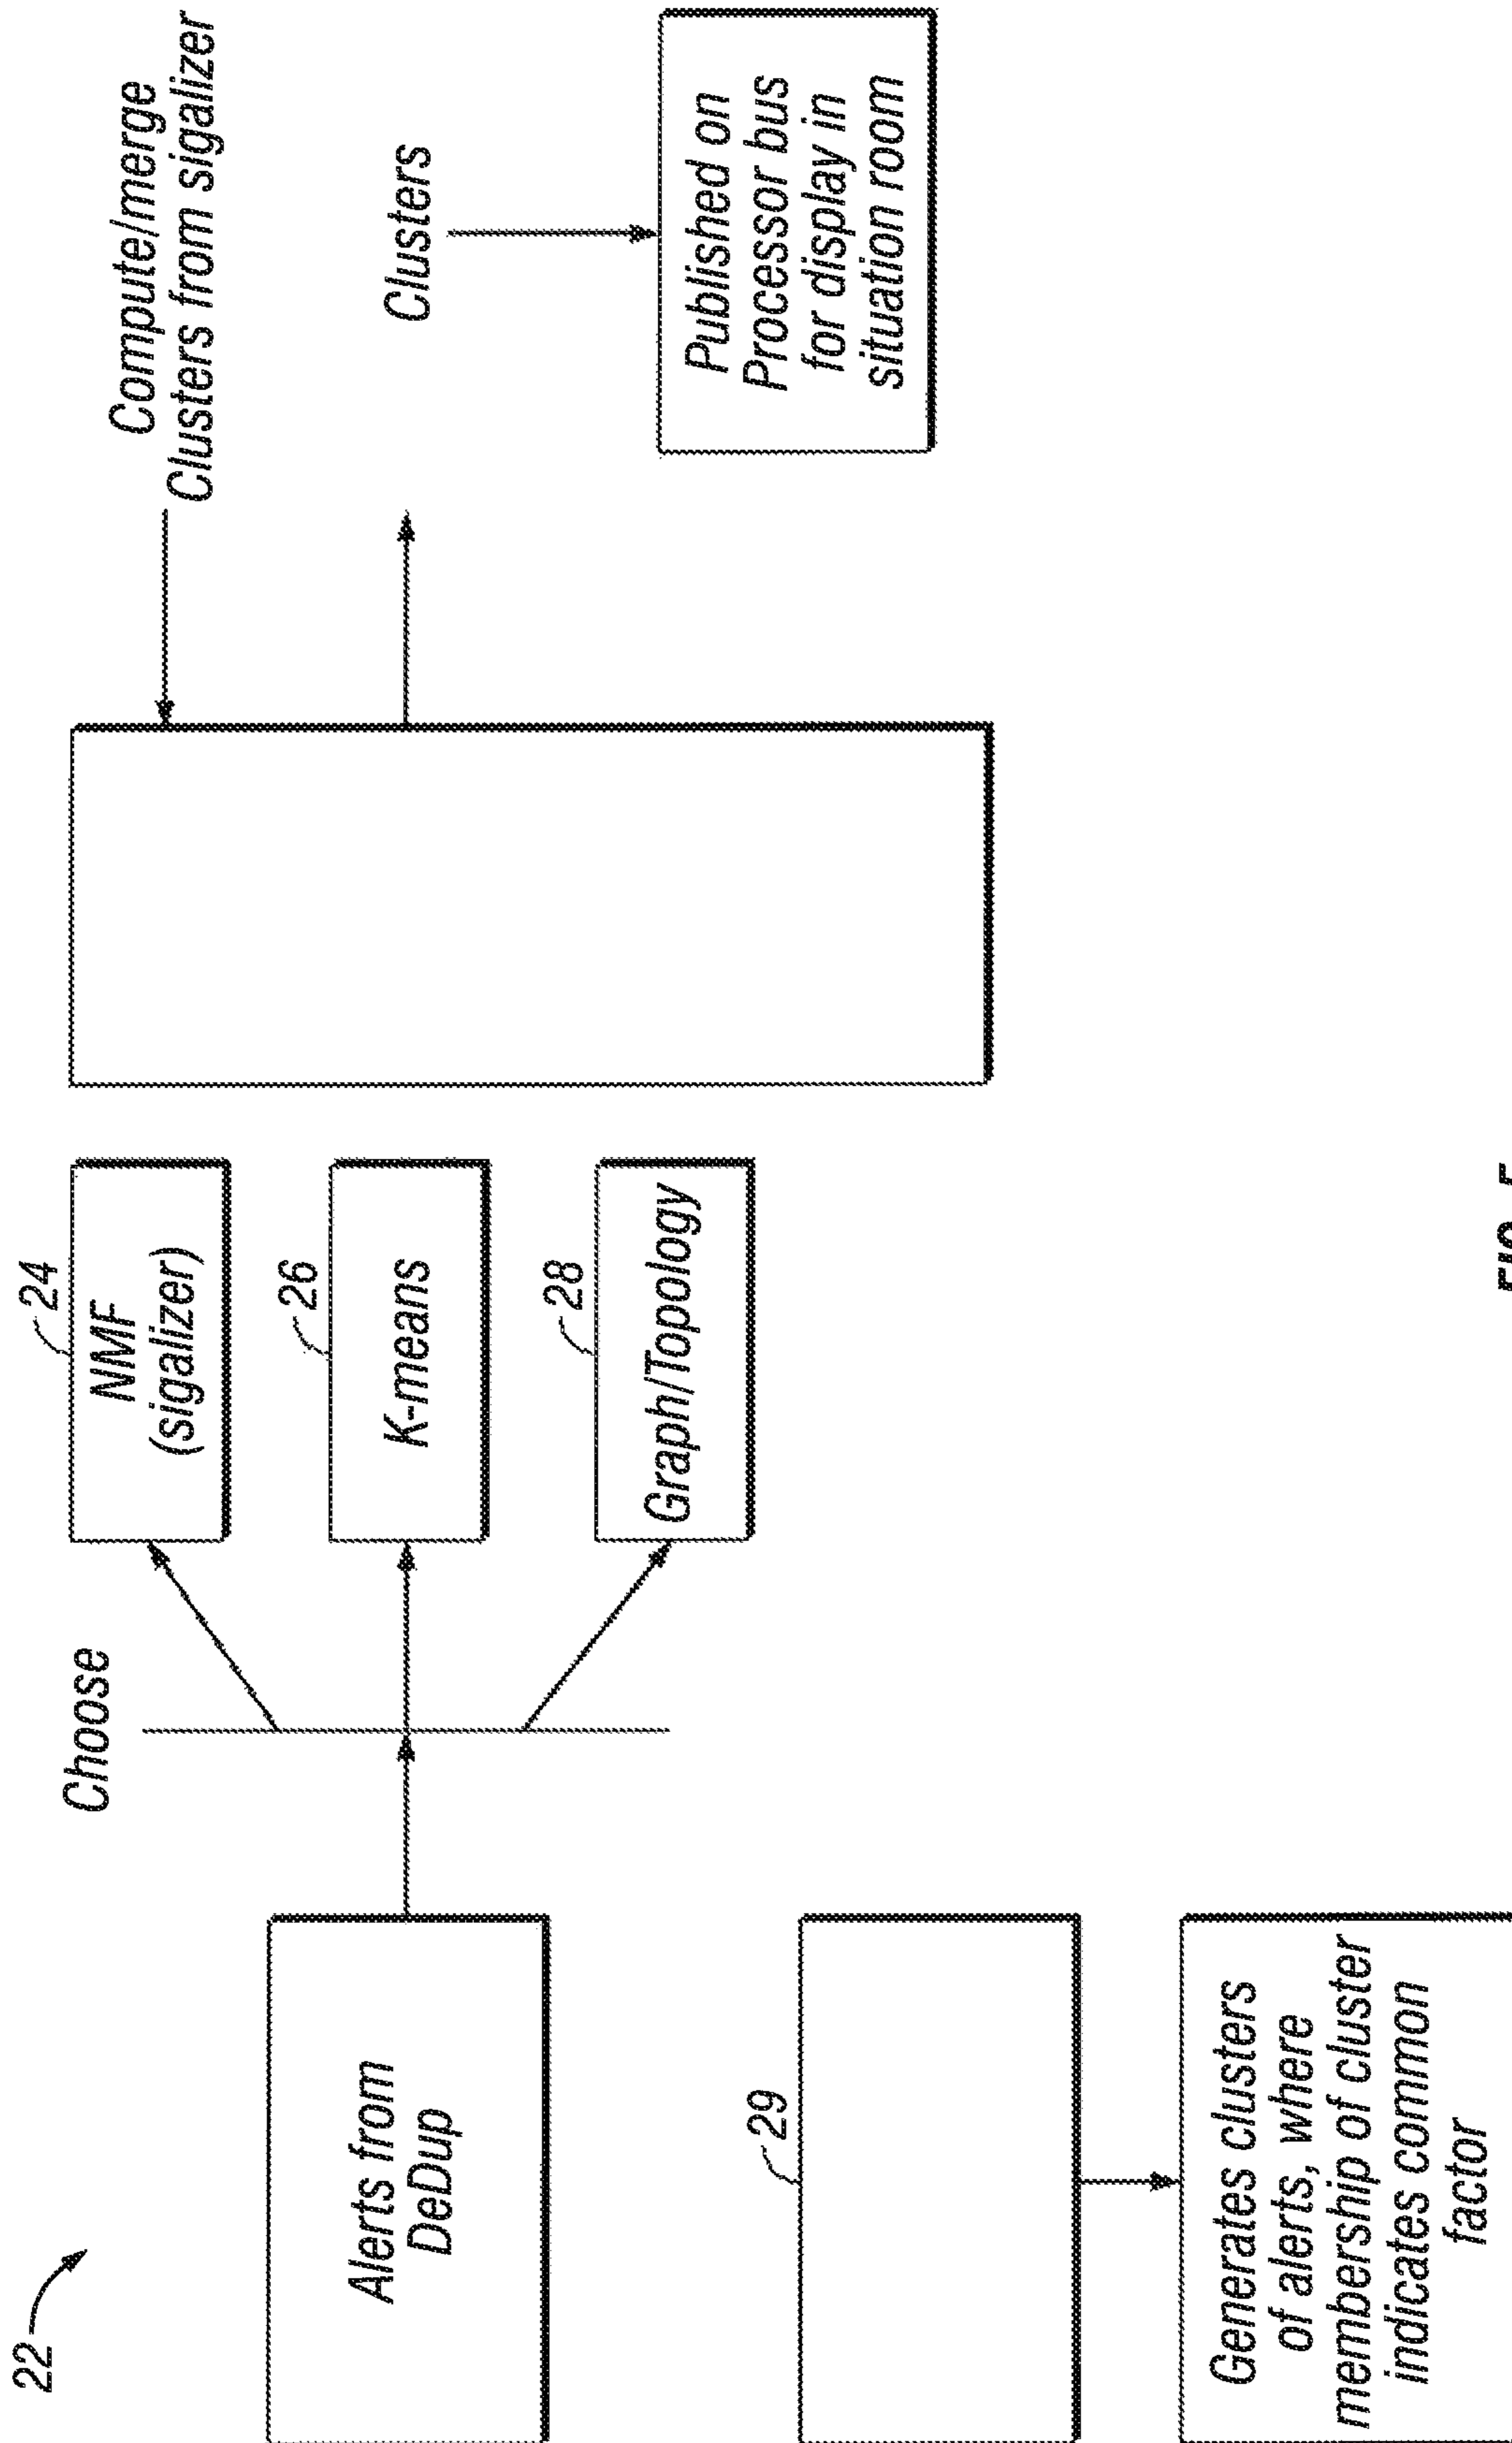 22
Alerts from
DeDup
Choose
24
NMF
(sigalizer)
26
K-means
28
Graph/Topology
Compute/merge
Clusters from sigalizer
Clusters
Published on
Processor bus
for display in
situation room
29
Generates clusters
of alerts, where
membership of cluster
indicates common
factor